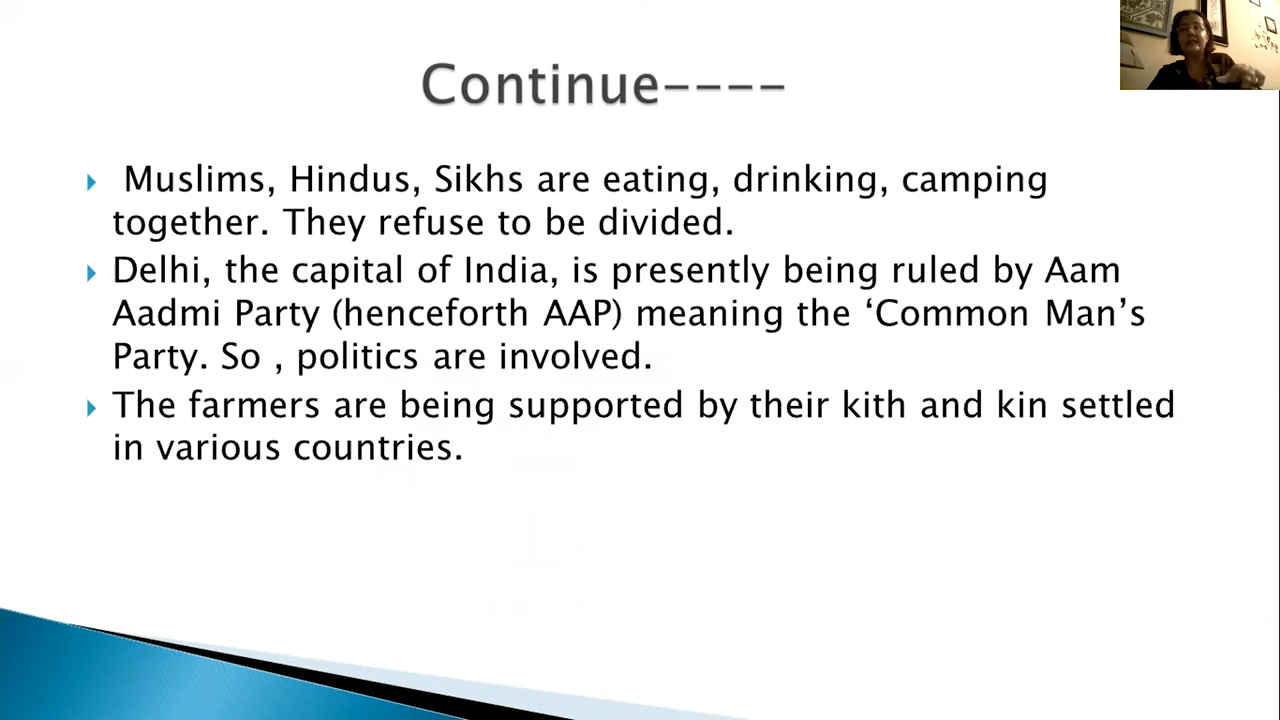 Continue----
Muslims, Hindus, Sikhs are eating, drinking, camping
together. They refuse to be divided.
Delhi, the capital of India, is presently being ruled by Aam
Aadmi Party (henceforth AAP) meaning the ‘Common Man’s
Party. So , politics are involved.
The farmers are being supported by their kith and kin settled
in various countries.